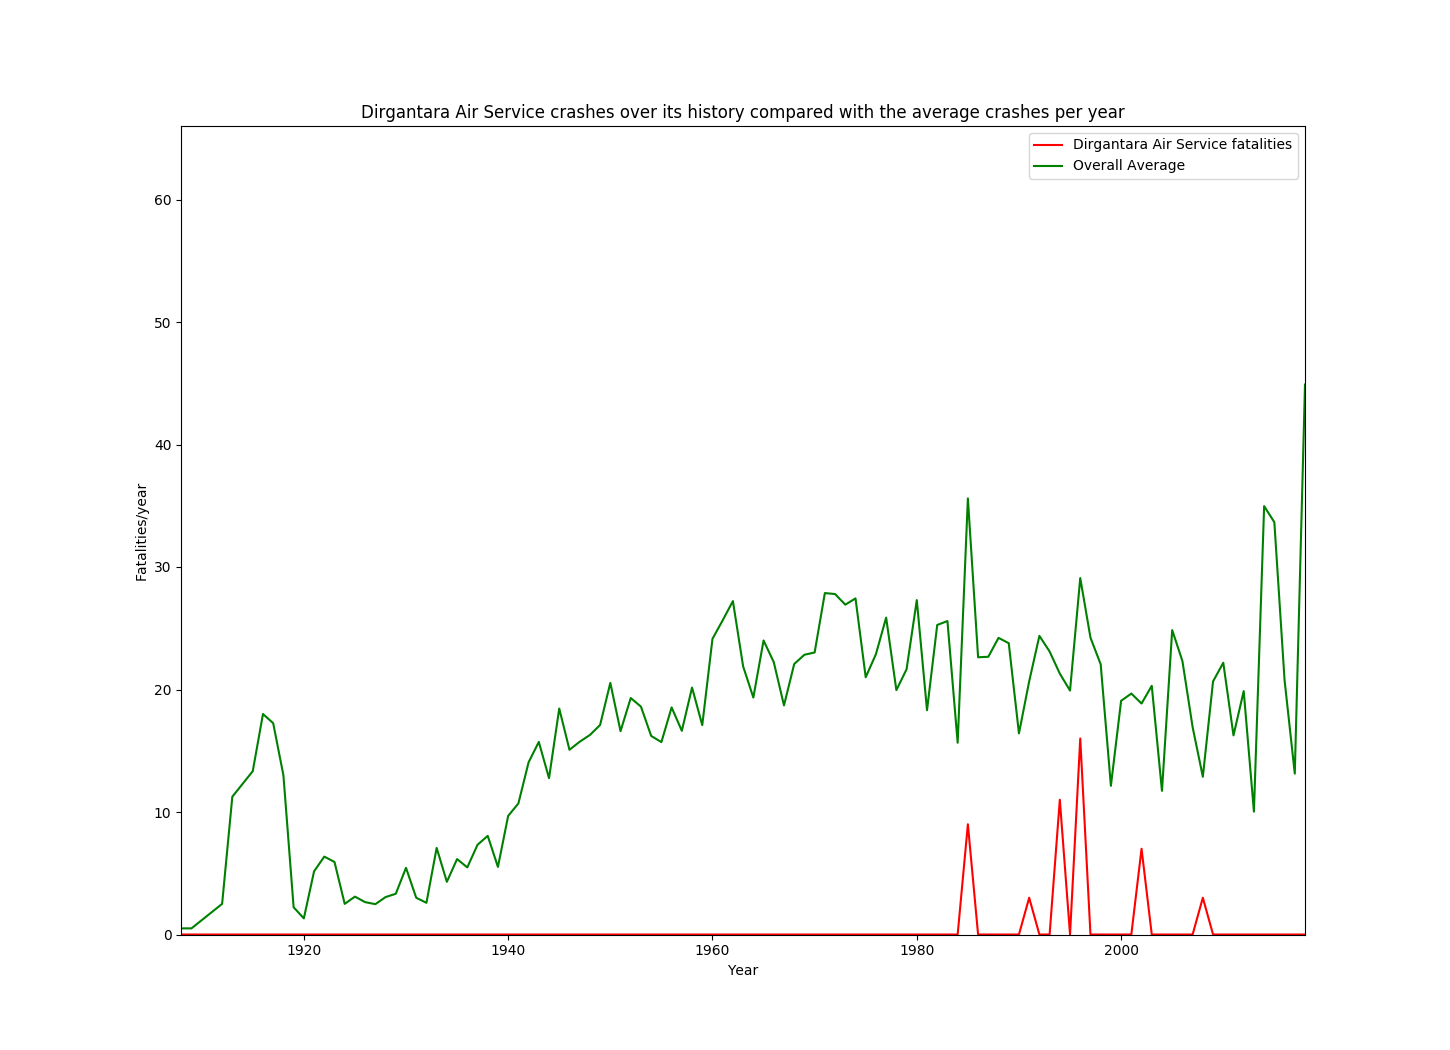 Dirgantara Air Service crashes over its history compared with the average crashes per year
Dirgantara Air Service fatalities
Overall Average
60
50
40
30
20
10
0
Fatalities/year
1920 1940 1960 1980 2000
Year